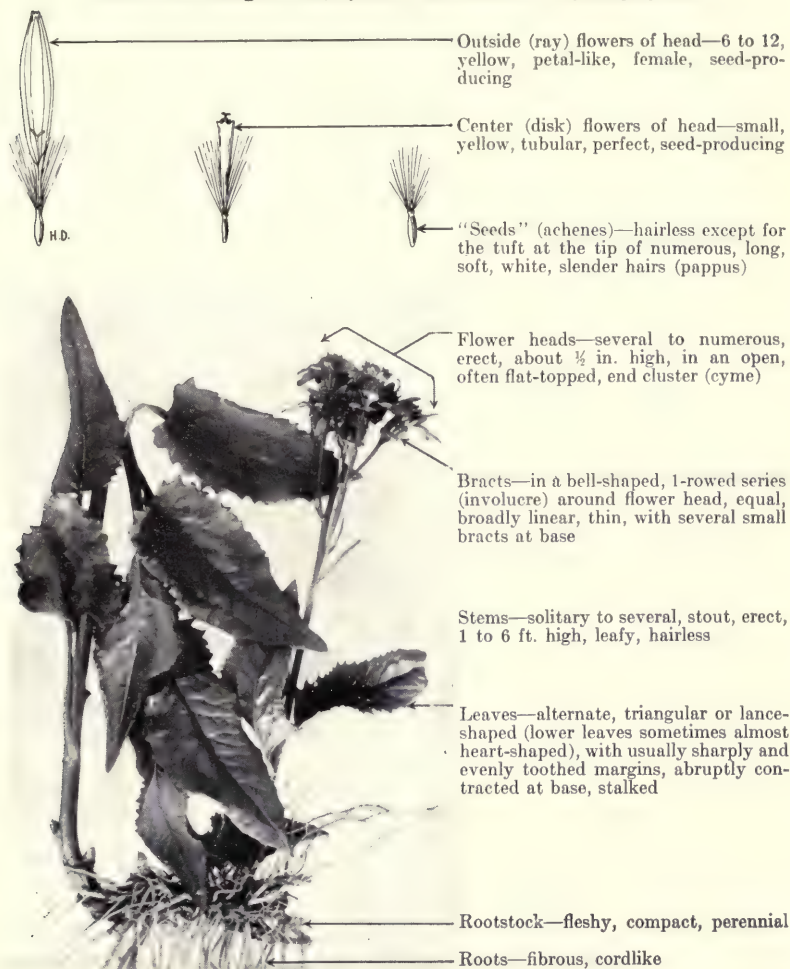 Outside (ray) flowers of head—6 to 12,
yellow, petal-like, female, seed-pro-
ducing
Center (disk) flowers of head—small,
yellow, tubular, perfect, seed-producing
H.D.
"Seeds" (achenes)—hairless except for
the tuft at the tip of numerous, long,
soft, white, slender hairs (pappus)
Flower heads—several to numerous,
erect, about ½ in. high, in an open,
often flat-topped, end cluster (cyme)
Bracts—in a bell-shaped, 1-rowed series
(involucre) around flower head, equal,
broadly linear, thin, with several small
bracts at base
Stems—solitary to several, stout, erect,
1 to 6 ft. high, leafy, hairless
Leaves—alternate, triangular or lance-
shaped (lower leaves sometimes almost
heart-shaped), with usually sharply and
evenly toothed margins, abruptly con-
tracted at base, stalked
Rootstock—fleshy, compact, perennial
Roots—fibrous, cordlike